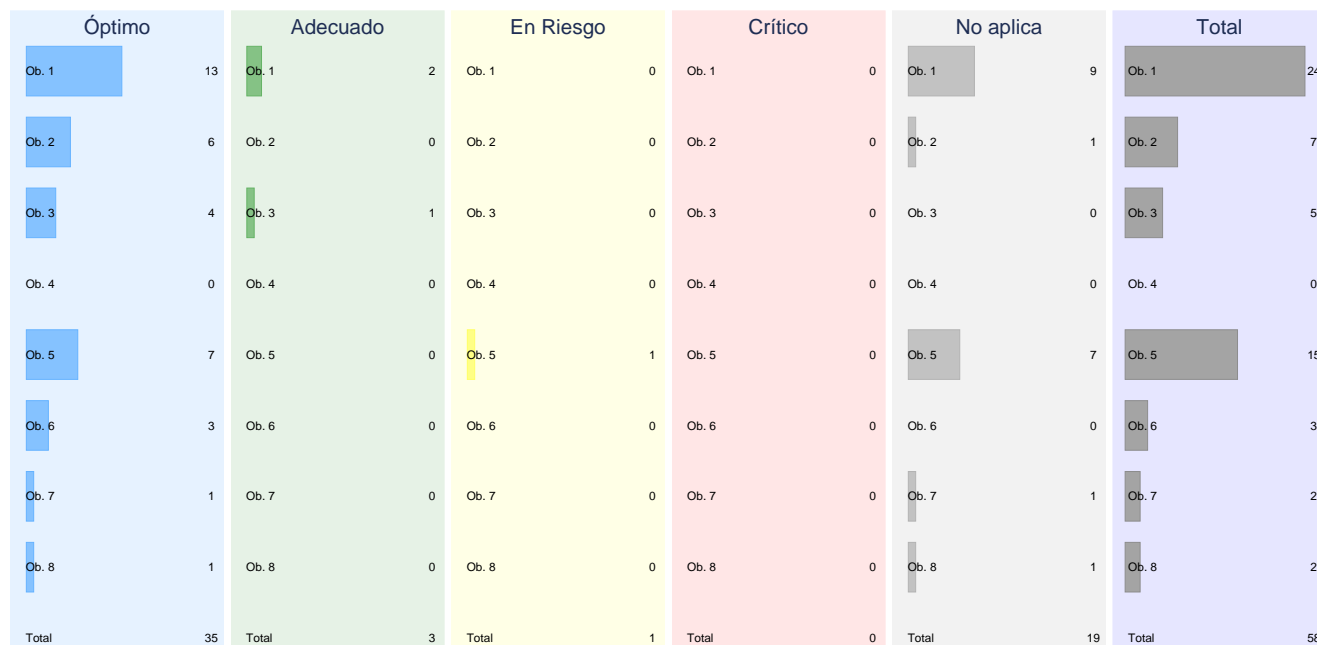 Óptimo Adecuado En Riesgo Crítico No aplica Total
Ob. 1 13 Ob. 1 2 Ob. 1 0 Ob. 1 0 Ob. 1 9 Ob. 1 24
Ob. 2 6 Ob. 2 0 Ob. 2 0 Ob. 2 0 Ob. 2 1 Ob. 2 7
Ob. 3 4 Ob. 3 1 Ob. 3 0 Ob. 3 0 Ob. 3 0 Ob. 3 5
Ob. 4 0 Ob. 4 0 Ob. 4 0 Ob. 4 0 Ob. 4 0 Ob. 4 0
Ob. 5 7 Ob. 5 0 Ob. 5 1 Ob. 5 0 Ob. 5 7 Ob. 5 15
Ob. 6 3 Ob. 6 0 Ob. 6 0 Ob. 6 0 Ob. 6 0 Ob. 6 3
Ob. 7 1 Ob. 7 0 Ob. 7 0 Ob. 7 0 Ob. 7 1 Ob. 7 2
Ob. 8 1 Ob. 8 0 Ob. 8 0 Ob. 8 0 Ob. 8 1 Ob. 8 2
Total 35 Total 3 Total 1 Total 0 Total 19 Total 58